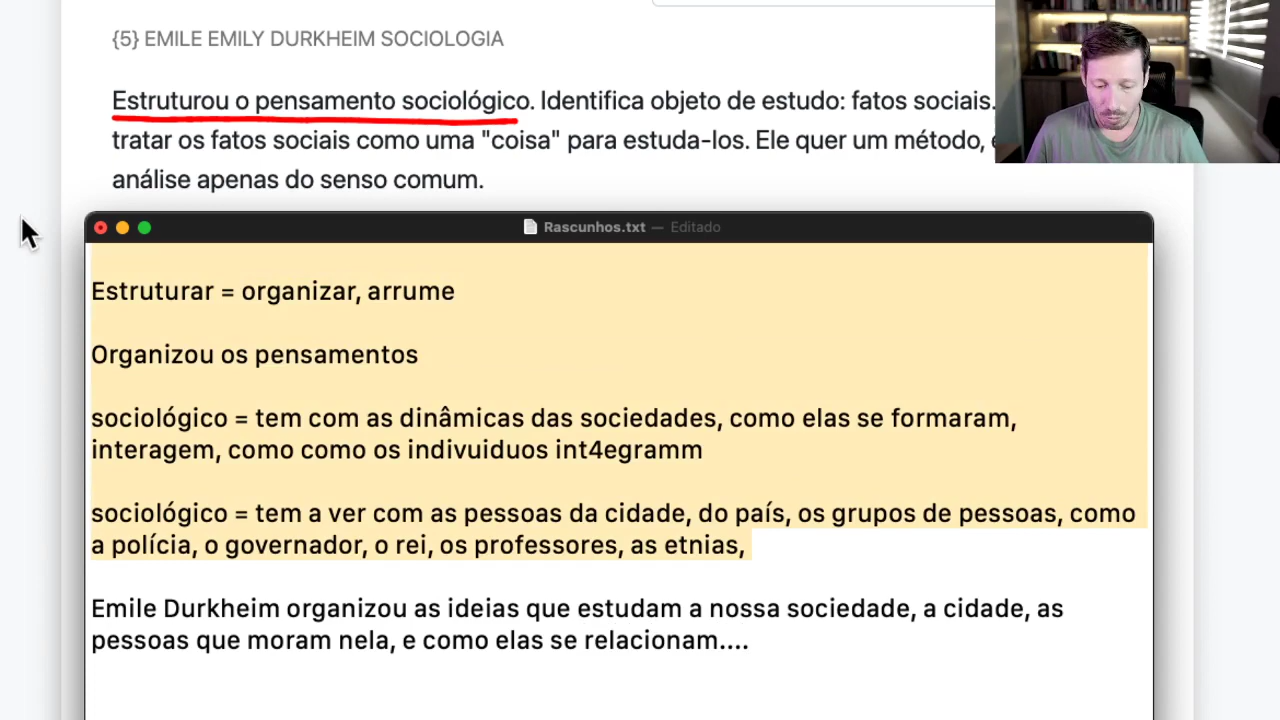 {5} EMILE EMILY DURKHEIM SOCIOLOGIA
Estruturou o pensamento sociológico. Identifica objeto de estudo: fatos sociais.
tratar os fatos sociais como uma "coisa" para estuda-los. Ele quer um método,
análise apenas do senso comum.
Rascunhos.txt — Editado
Estruturar = organizar, arrume
Organizou os pensamentos
sociológico = tem com as dinâmicas das sociedades, como elas se formaram,
interagem, como como os indivuiduos int4egramm
sociológico = tem a ver com as pessoas da cidade, do país, os grupos de pessoas, como
a polícia, o governador, o rei, os professores, as etnias,
Emile Durkheim organizou as ideias que estudam a nossa sociedade, a cidade, as
pessoas que moram nela, e como elas se relacionam....